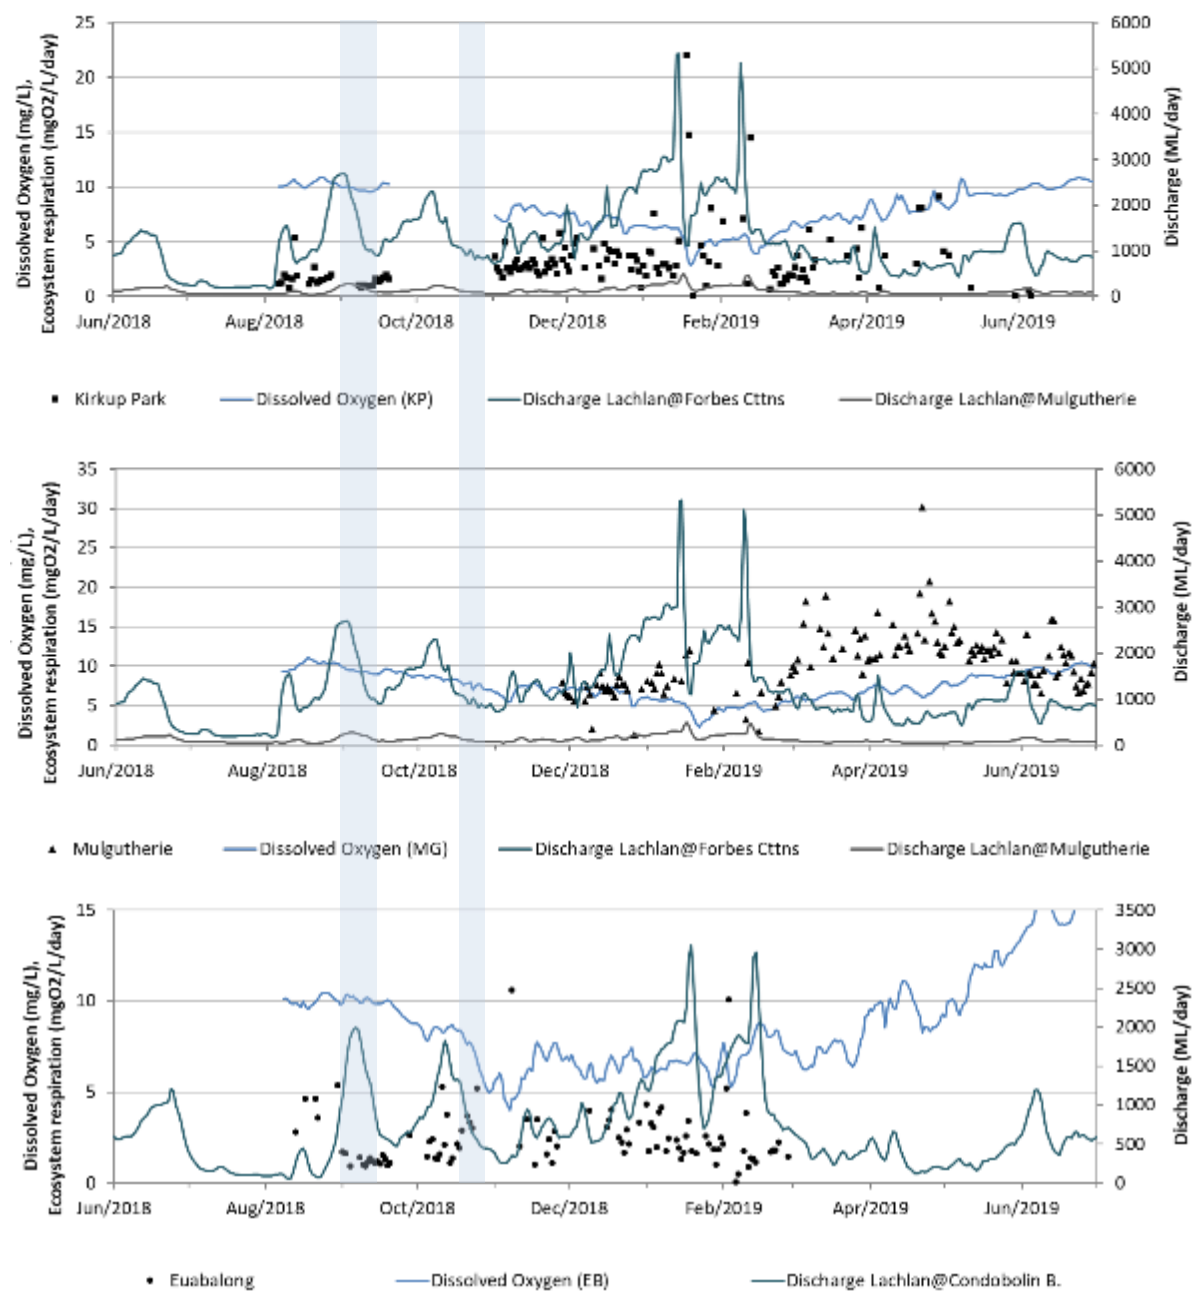 25
20
15
10
5
0
Dissolved Oxygen (mg/L),
Ecosystem respiration (mgO2/L/day)
6000
5000
4000
3000
2000
1000
0
Discharge (ML/day)
Jun/2018 Aug/2018 Oct/2018 Dec/2018 Feb/2019 Apr/2019 Jun/2019
Kirkup Park Dissolved Oxygen (KP) Discharge Lachlan@Forbes Cttns Discharge Lachlan@Mulgutherie
35
30
25
20
15
10
5
0
Dissolved Oxygen (mg/L),
Ecosystem respiration (mgO2/L/day)
6000
5000
4000
3000
2000
1000
0
Discharge (ML/day)
Jun/2018 Aug/2018 Oct/2018 Dec/2018 Feb/2019 Apr/2019 Jun/2019
Mulgutherie Dissolved Oxygen (MG) Discharge Lachlan@Forbes Cttns Discharge Lachlan@Mulgutherie
15
10
5
0
Dissolved Oxygen (mg/L),
Ecosystem respiration (mgO2/L/day)
3500
3000
2500
2000
1500
1000
500
0
Discharge (ML/day)
Jun/2018 Aug/2018 Oct/2018 Dec/2018 Feb/2019 Apr/2019 Jun/2019
Euabalong Dissolved Oxygen (EB) Discharge Lachlan@Condobolin B.